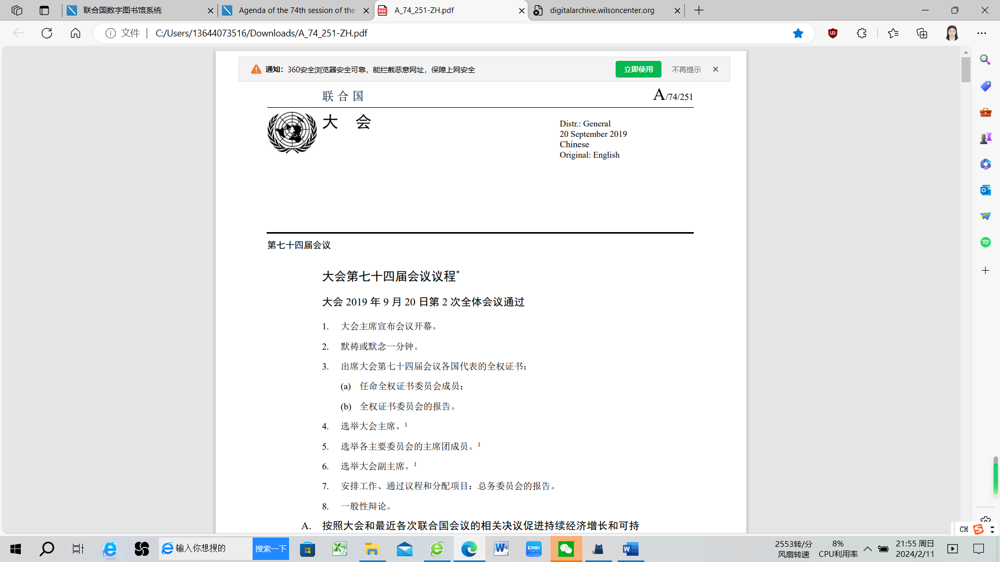 联合国数字图书馆系统
Agenda of the 74th session of the
A_74_251-ZH.pdf
digitalarchive.wilsoncenter.org
文件
C:/Users/13644073516/Downloads/A_74_251-ZH.pdf
通知：360安全浏览器安全可靠，能拦截恶意网址，保障上网安全
立即使用
不再提示
联合国
A/74/251
大 会
Distr.: General
20 September 2019
Chinese
Original: English
第七十四届会议
大会第七十四届会议议程*
大会 2019 年 9 月 20 日第 2 次全体会议通过
1. 大会主席宣布会议开幕。
2. 默祷或默念一分钟。
3. 出席大会第七十四届会议各国代表的全权证书：
(a) 任命全权证书委员会成员；
(b) 全权证书委员会的报告。
4. 选举大会主席。1
5. 选举各主要委员会的主席团成员。1
6. 选举大会副主席。1
7. 安排工作、通过议程和分配项目：总务委员会的报告。
8. 一般性辩论。
A. 按照大会和最近各次联合国会议的相关决议促进持续经济增长和可持
CH
输入你想搜的
搜索一下
CNKI
2553转/分
风扇转速
8%
CPU利用率
21:55 周日
2024/2/11